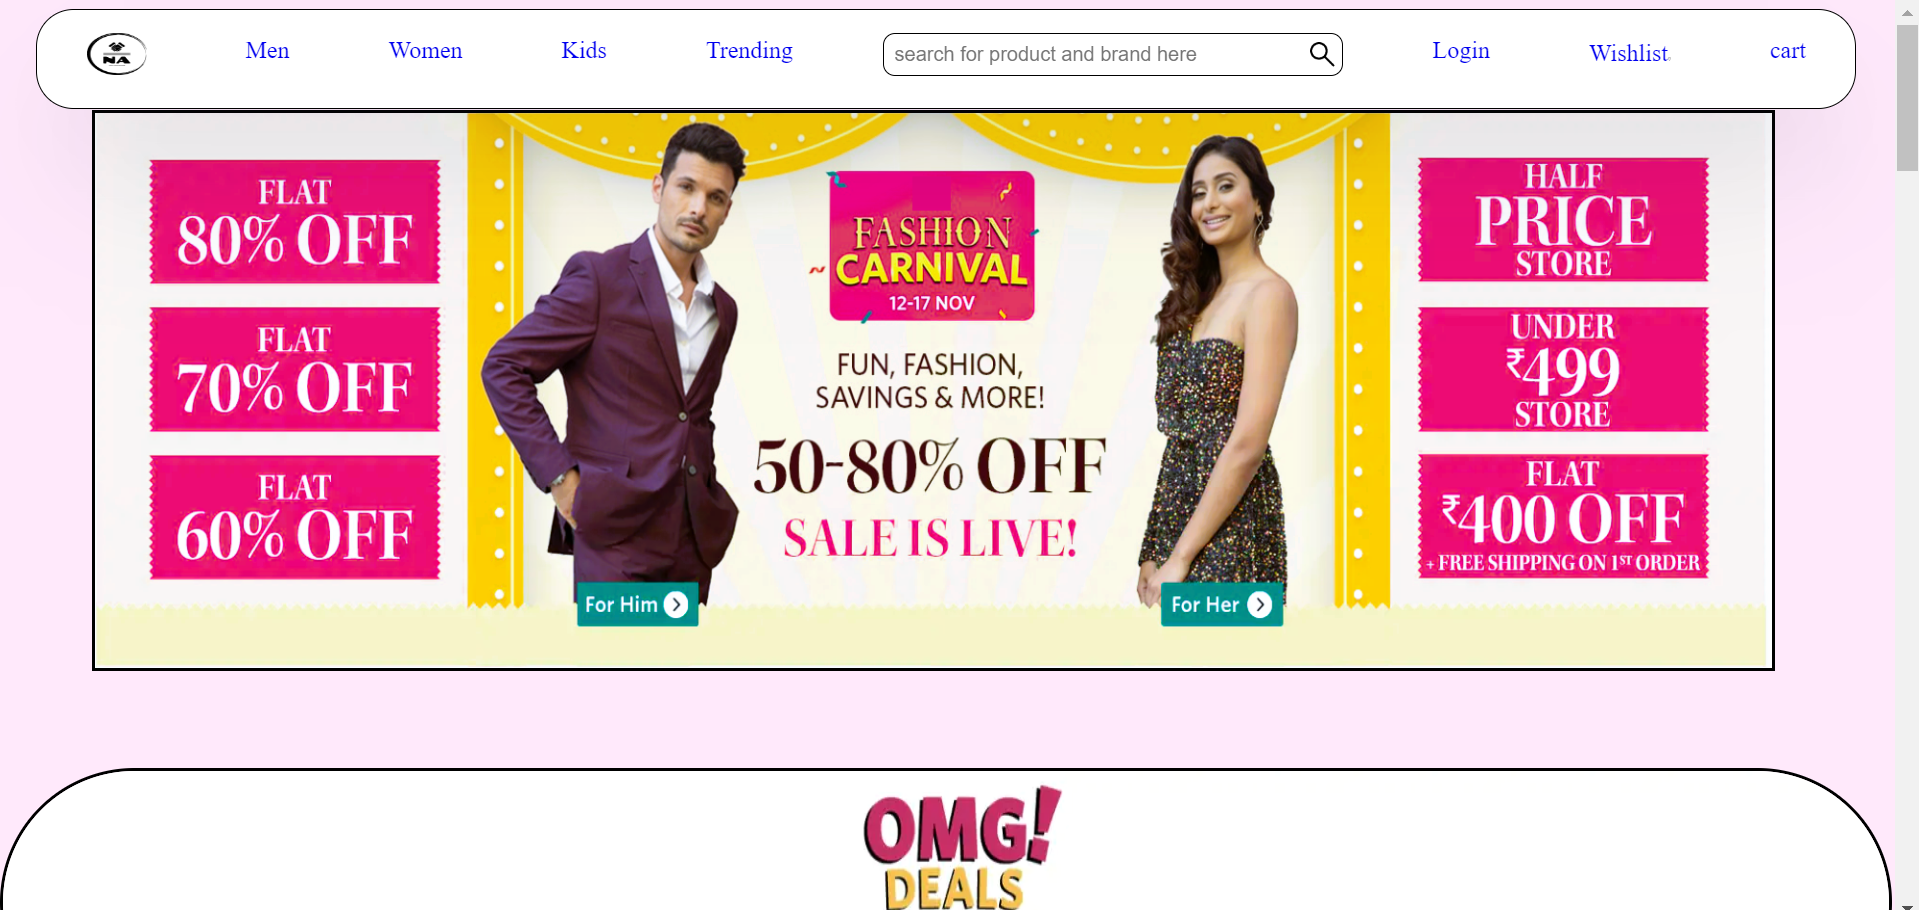 NA
Men
Women
Kids
Trending
search for product and brand here
Login
Wishlist
cart
FLAT
80% OFF
FLAT
70% OFF
FLAT
60% OFF
FASHION
CARNIVAL
12-17 NOV
FUN, FASHION,
SAVINGS & MORE!
50-80% OFF
SALE IS LIVE!
For Him
For Her
HALF
PRICE
STORE
UNDER
₹499
STORE
FLAT
₹400 OFF
+ FREE SHIPPING ON 1ST ORDER
OMG!
DEALS